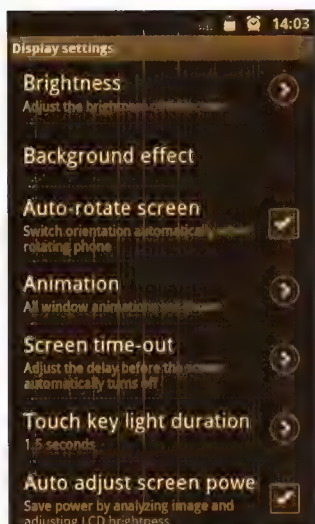 14:03
Display settings
Brightness
Adjust the brightness
Background effect
Auto-rotate screen
Switch orientation automatically
rotating phone
Animation
All window animations
Screen time-out
Adjust the delay before the
automatically turns off
Touch key light duration
1.5 seconds
Auto adjust screen powe
Save power by analyzing image and
adjusting LCD brightness